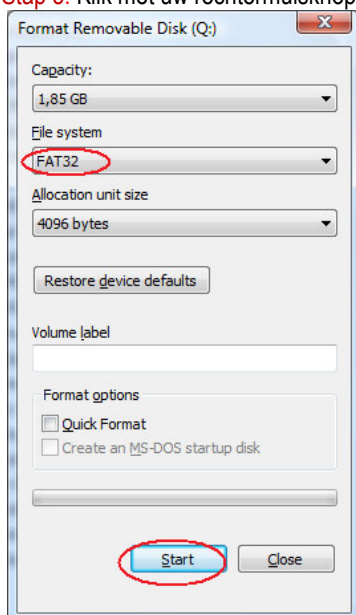 Stap 3: Klik met uw rechtermuisknop
Format Removable Disk (Q:)
Capacity:
1,85 GB
File system
FAT32
Allocation unit size
4096 bytes
Restore device defaults
Volume label
Format options
Quick Format
Create an MS-DOS startup disk
Start
Close